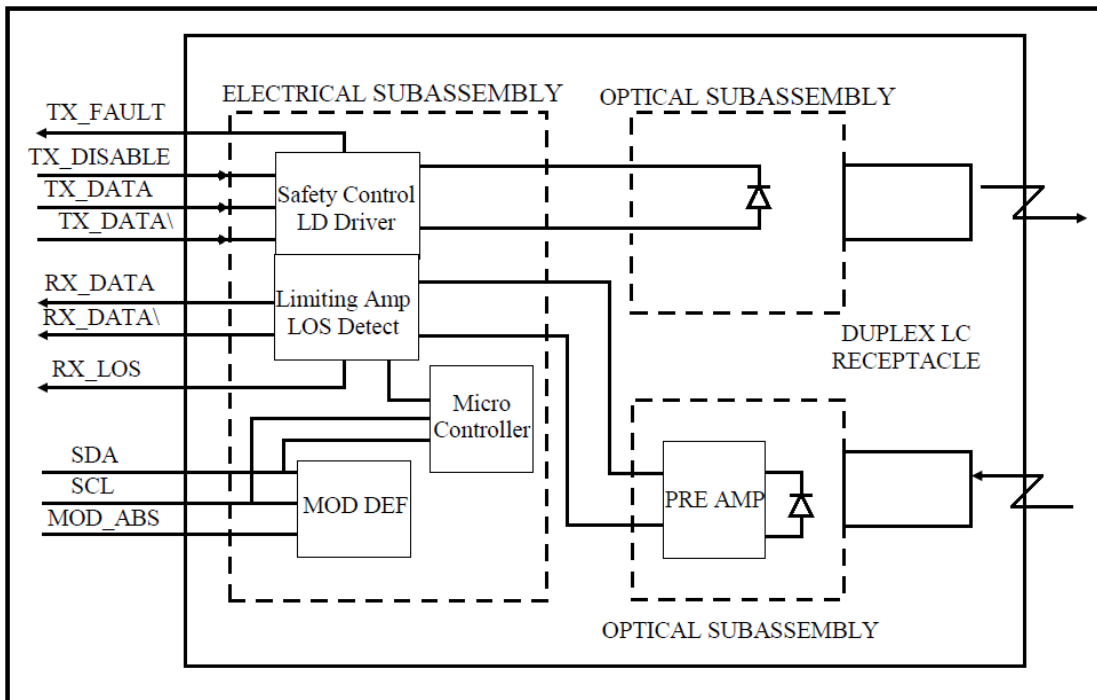 ELECTRICAL SUBASSEMBLY
OPTICAL SUBASSEMBLY
TX_FAULT
TX_DISABLE
TX_DATA
TX_DATA\
Safety Control
LD Driver
RX_DATA
RX_DATA\
RX_LOS
Limiting Amp
LOS Detect
DUPLEX LC
RECEPTACLE
Micro
Controller
SDA
SCL
MOD_ABS
MOD DEF
PRE AMP
OPTICAL SUBASSEMBLY